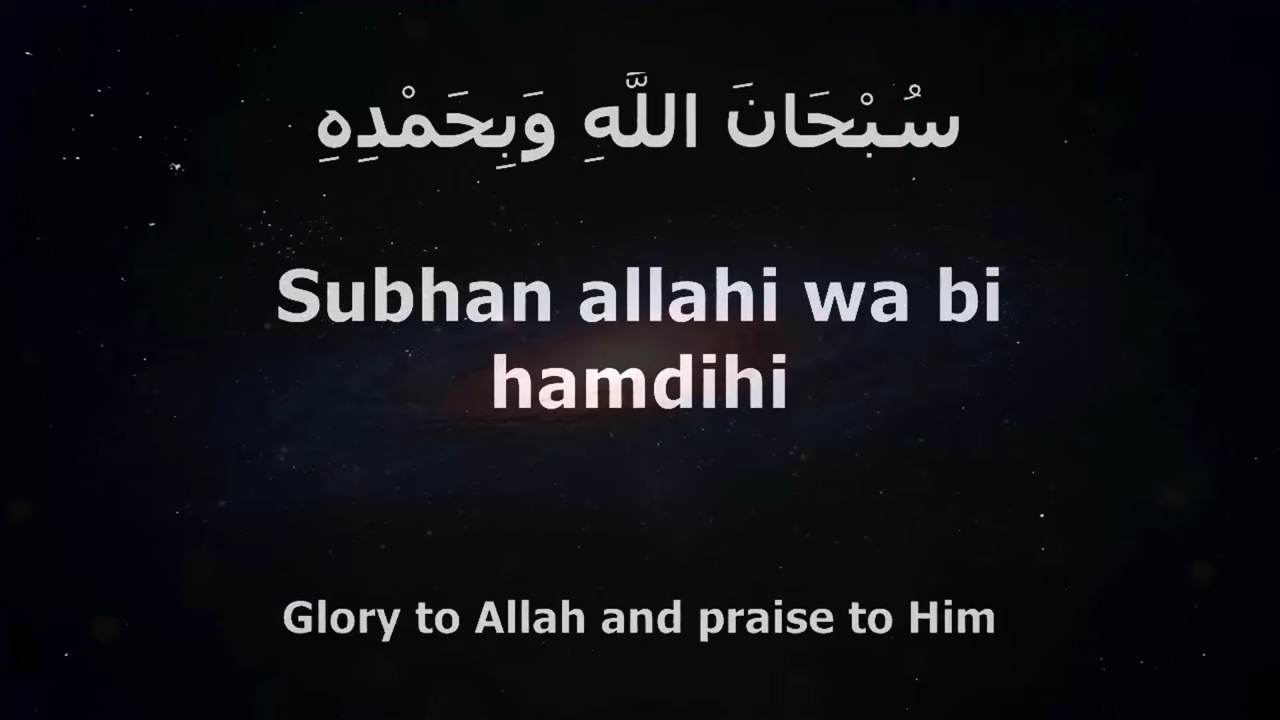 سُبْحَانَ اللَّهِ وَبِحَمْدِهِ
Subhan allahi wa bi
hamdihi
Glory to Allah and praise to Him